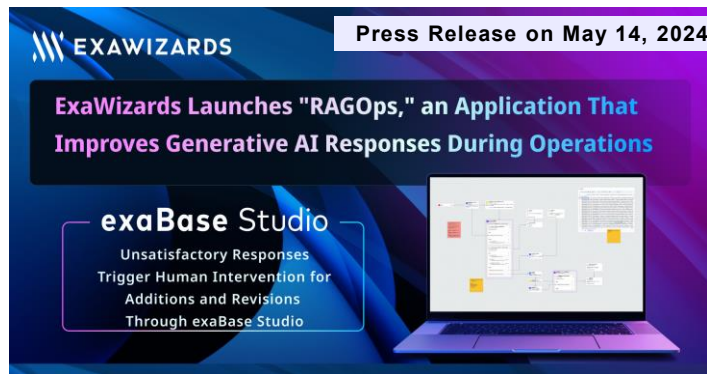 EXAWIZARDS
Press Release on May 14, 2024
ExaWizards Launches "RAGOps," an Application That
Improves Generative AI Responses During Operations
exaBase Studio
Unsatisfactory Responses
Trigger Human Intervention for
Additions and Revisions
Through exaBase Studio